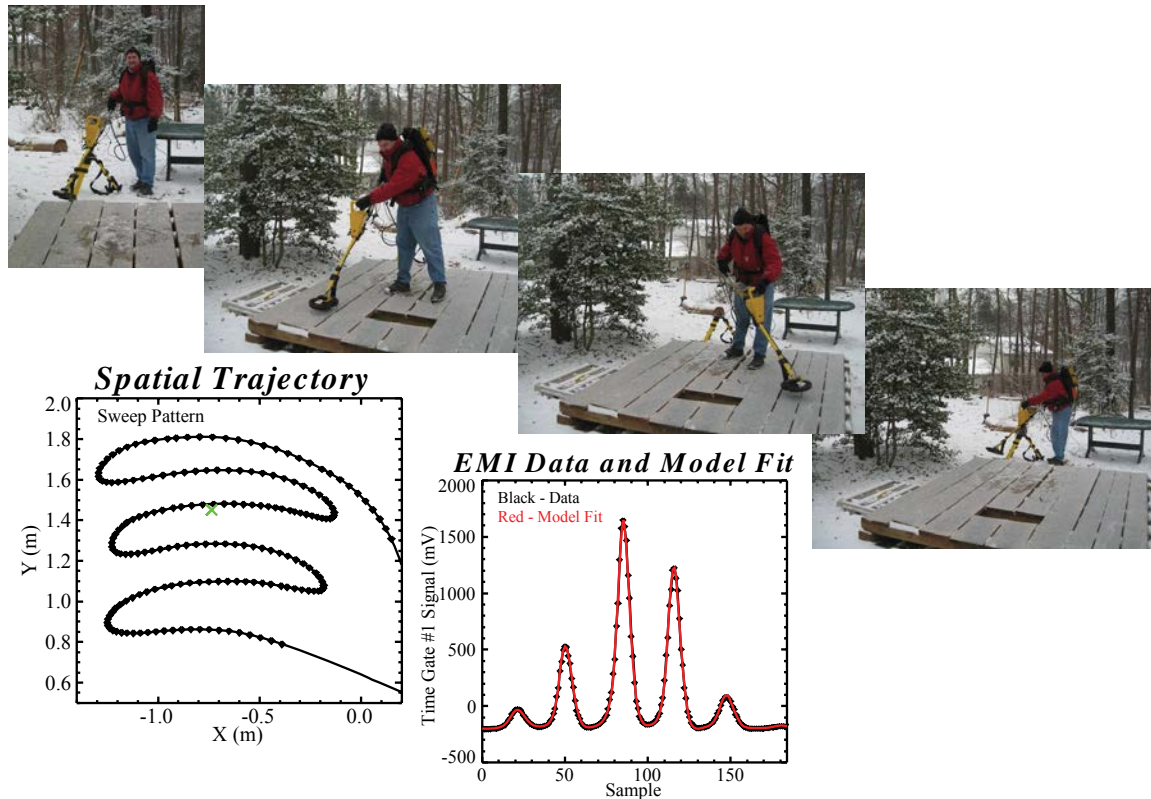 Spatial Trajectory
Sweep Pattern
2.0
1.8
1.6
1.4
1.2
1.0
0.8
0.6
Y (m)
-1.0
-0.5
0.0
X (m)
EMI Data and Model Fit
Black - Data
Red - Model Fit
2000
1500
1000
500
0
-500
Time Gate #1 Signal (mV)
0
50
100
150
Sample